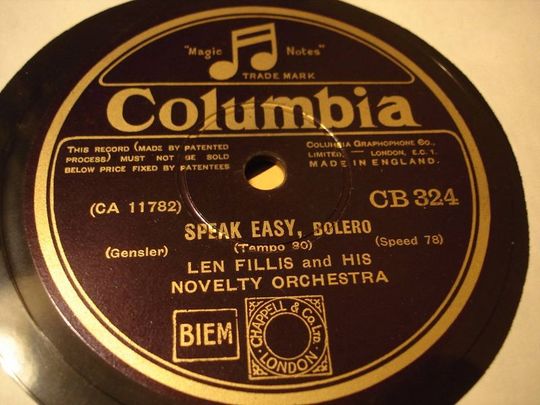 "Magic Notes"
TRADE MARK
Columbia
THIS RECORD (MADE BY PATENTED
PROCESS) MUST NOT BE SOLD
BELOW PRICE FIXED BY PATENTEES
COLUMBIA GRAPHOPHONE CO.,
LIMITED, — LONDON, E.C.1.
MADE IN ENGLAND.
(CA 11782)
CB 324
SPEAK EASY, BOLERO
(Gensler)
(Tempo 80)
(Speed 78)
LEN FILLIS and HIS
NOVELTY ORCHESTRA
BIEM
CHAPPELL & Co. Ltd.
LONDON